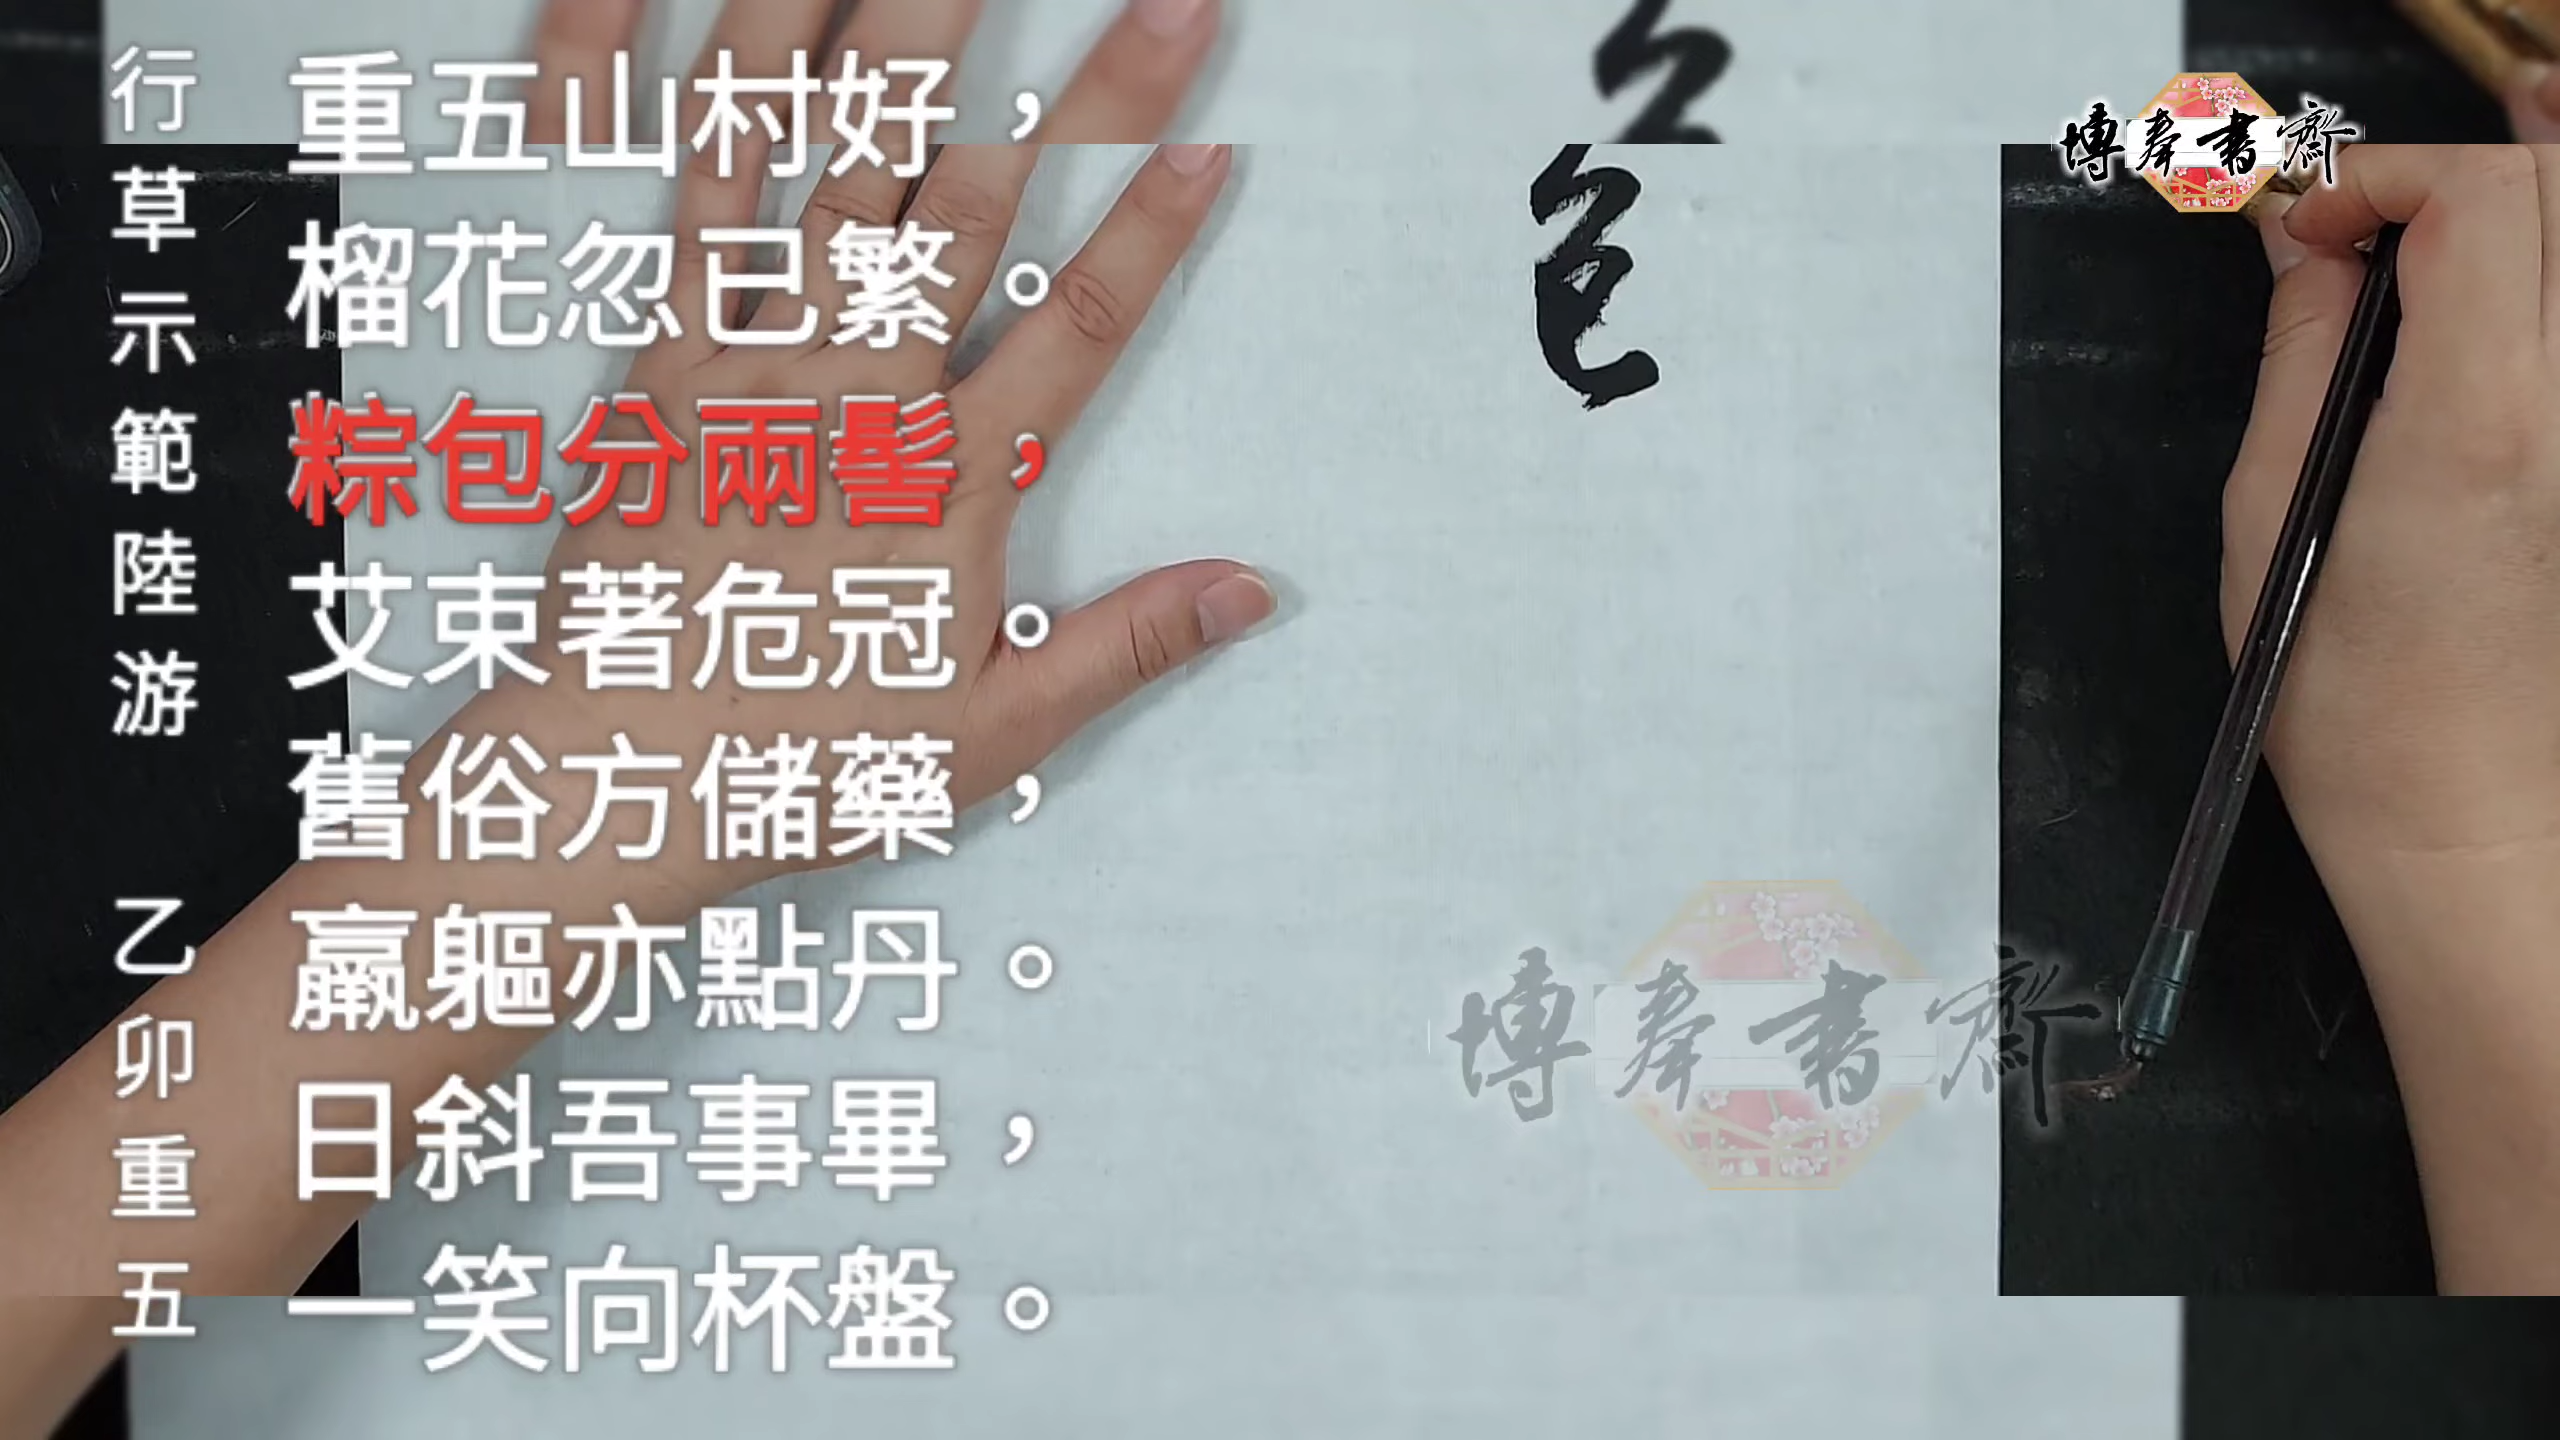 行草示範陸游 乙卯重五
重五山村好，
榴花忽已繁。
粽包分兩髻，
艾束著危冠。
舊俗方儲藥，
羸軀亦點丹。
日斜吾事畢，
一笑向杯盤。
包
博 書齋
博 書齋